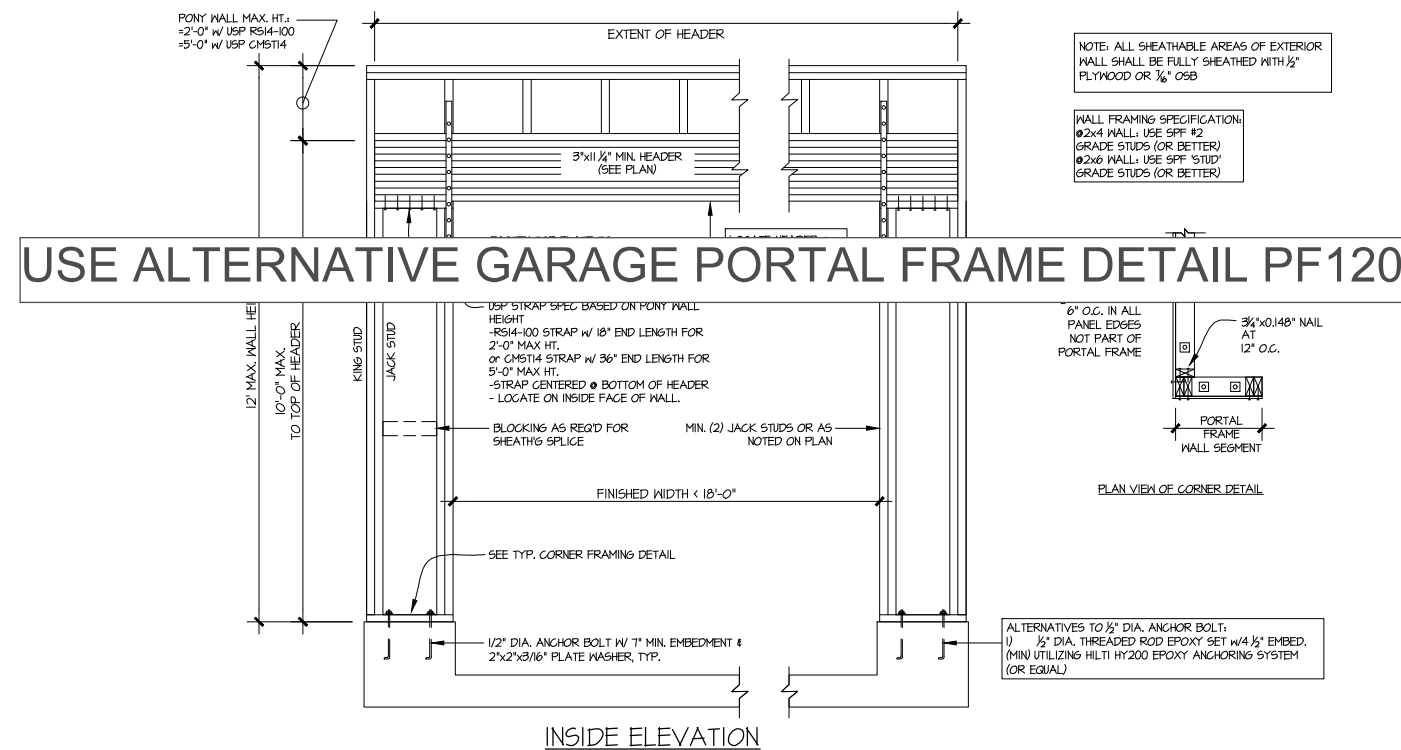 PONY WALL MAX. HT.:
=2'-0" W/ USP RS14-100
=5'-0" W/ USP CMST14
EXTENT OF HEADER
NOTE: ALL SHEATHABLE AREAS OF EXTERIOR
WALL SHALL BE FULLY SHEATHED WITH 1/2"
PLYWOOD OR 7/16" OSB
WALL FRAMING SPECIFICATION:
@2x4 WALL: USE SPF #2
GRADE STUDS (OR BETTER)
@2x6 WALL: USE SPF 'STUD'
GRADE STUDS (OR BETTER)
3"x11 1/4" MIN. HEADER
(SEE PLAN)
USE ALTERNATIVE GARAGE PORTAL FRAME DETAIL PF120
12' MAX. WALL
10'-0" MAX.
TO TOP OF HEADER
KING STUD
JACK STUD
USP STRAP SPEC BASED ON PONY WALL
HEIGHT
-RS14-100 STRAP W/ 18" END LENGTH FOR
2'-0" MAX HT.
or CMST14 STRAP W/ 36" END LENGTH FOR
5'-0" MAX HT.
-STRAP CENTERED @ BOTTOM OF HEADER
- LOCATE ON INSIDE FACE OF WALL.
BLOCKING AS REQ'D FOR
SHEATH'G SPLICE
MIN. (2) JACK STUDS OR AS
NOTED ON PLAN
6" O.C. IN ALL
PANEL EDGES
NOT PART OF
PORTAL FRAME
3 1/4"x0.148" NAIL
AT
12" O.C.
PORTAL
FRAME
WALL SEGMENT
PLAN VIEW OF CORNER DETAIL
FINISHED WIDTH < 18'-0"
SEE TYP. CORNER FRAMING DETAIL
1/2" DIA. ANCHOR BOLT W/ 7" MIN. EMBEDMENT &
2"x2"x3/16" PLATE WASHER, TYP.
ALTERNATIVES TO 1/2" DIA. ANCHOR BOLT:
1) 1/2" DIA. THREADED ROD EPOXY SET w/4 1/2" EMBED.
(MIN) UTILIZING HILTI HY200 EPOXY ANCHORING SYSTEM
(OR EQUAL)
INSIDE ELEVATION